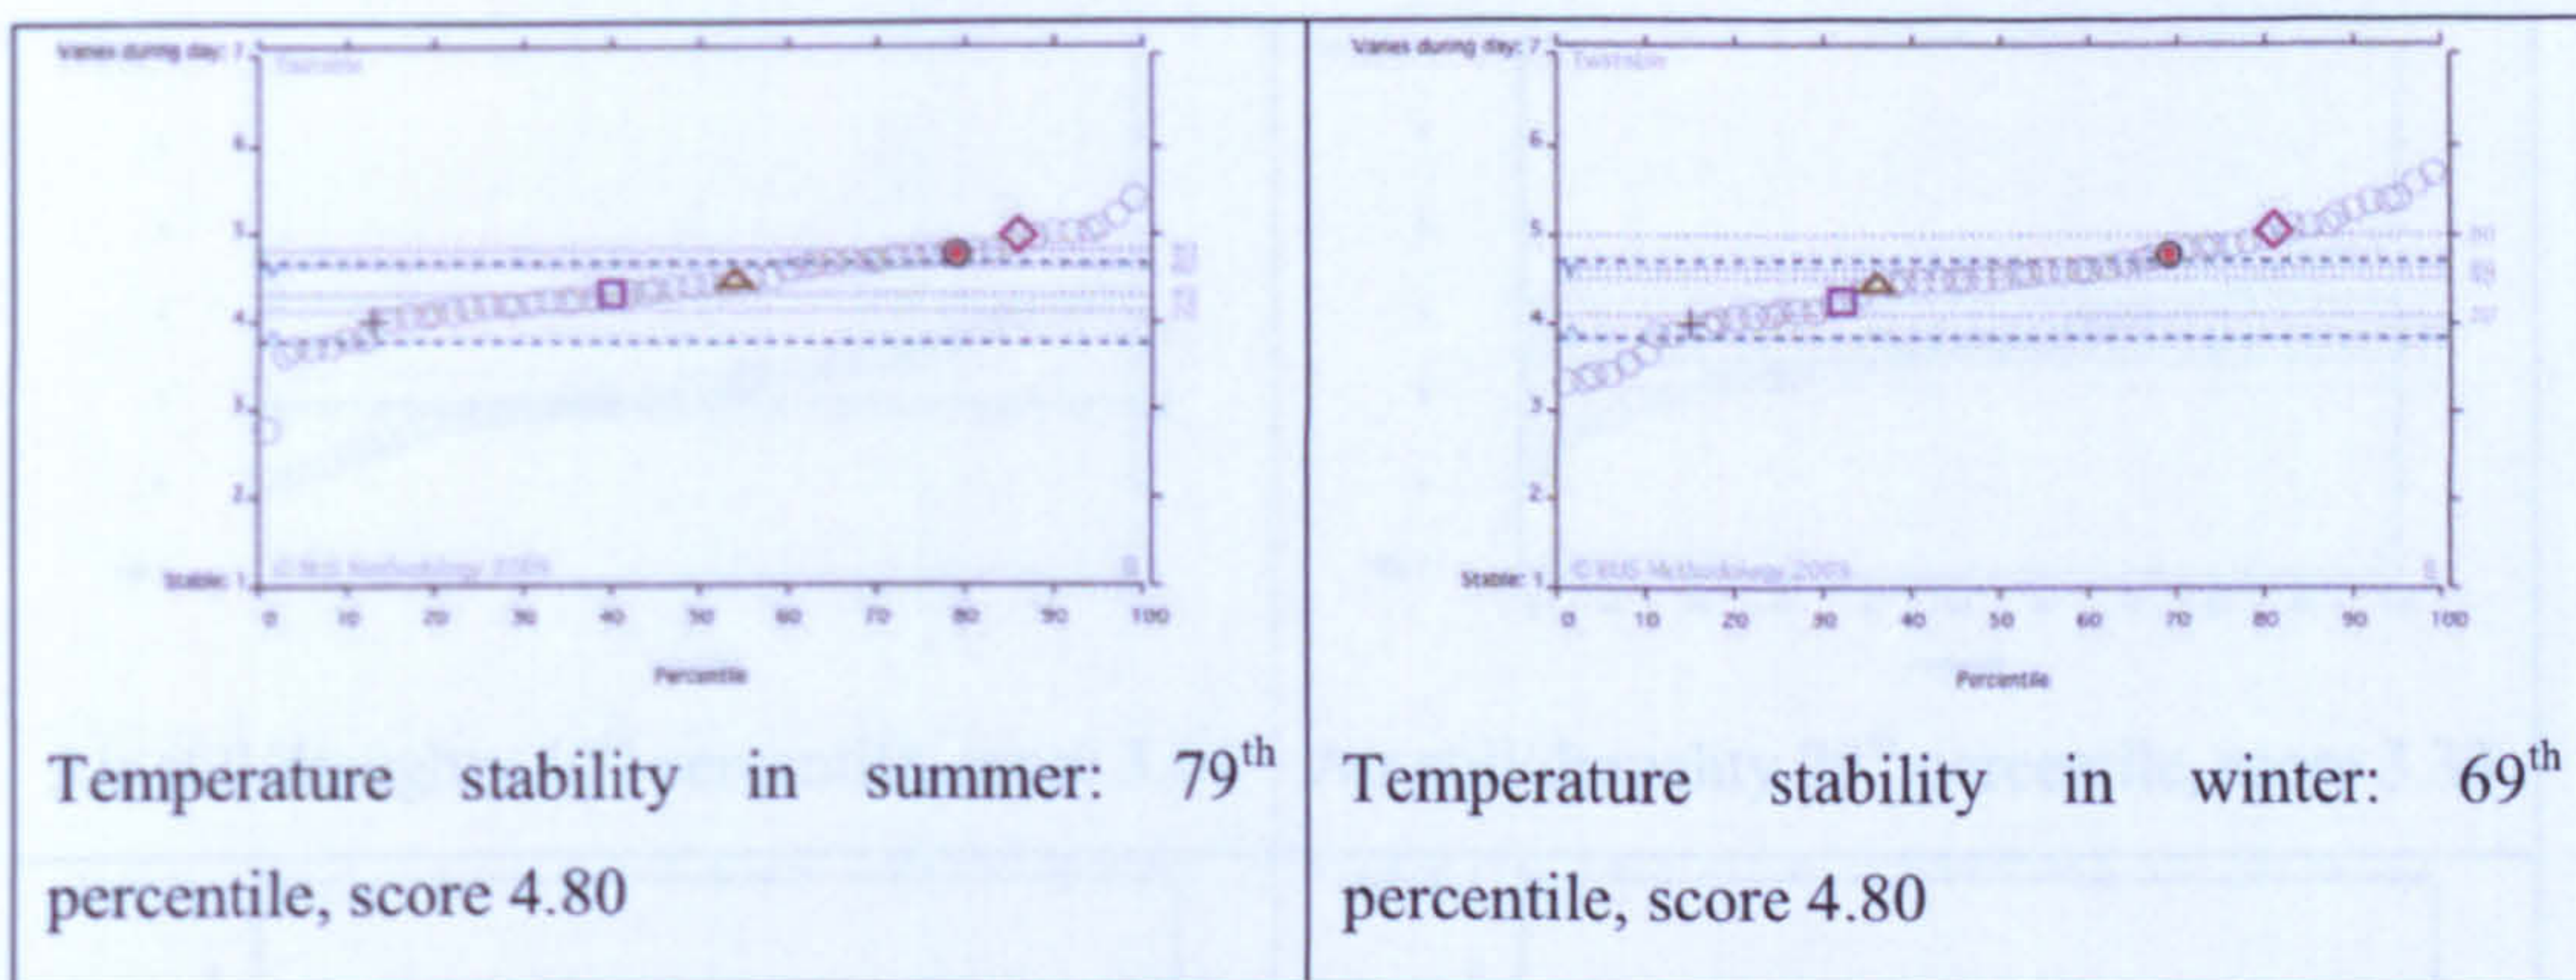 Varies during day: 7
6
5
4
3
2
Stable: 1
0 10 20 30 40 50 60 70 80 90 100
Percentile
Temperature stability in summer: 79th
percentile, score 4.80
Varies during day: 7
6
5
4
3
2
Stable: 1
© BUS Methodology 2009
0 10 20 30 40 50 60 70 80 90 100
Percentile
Temperature stability in winter: 69th
percentile, score 4.80